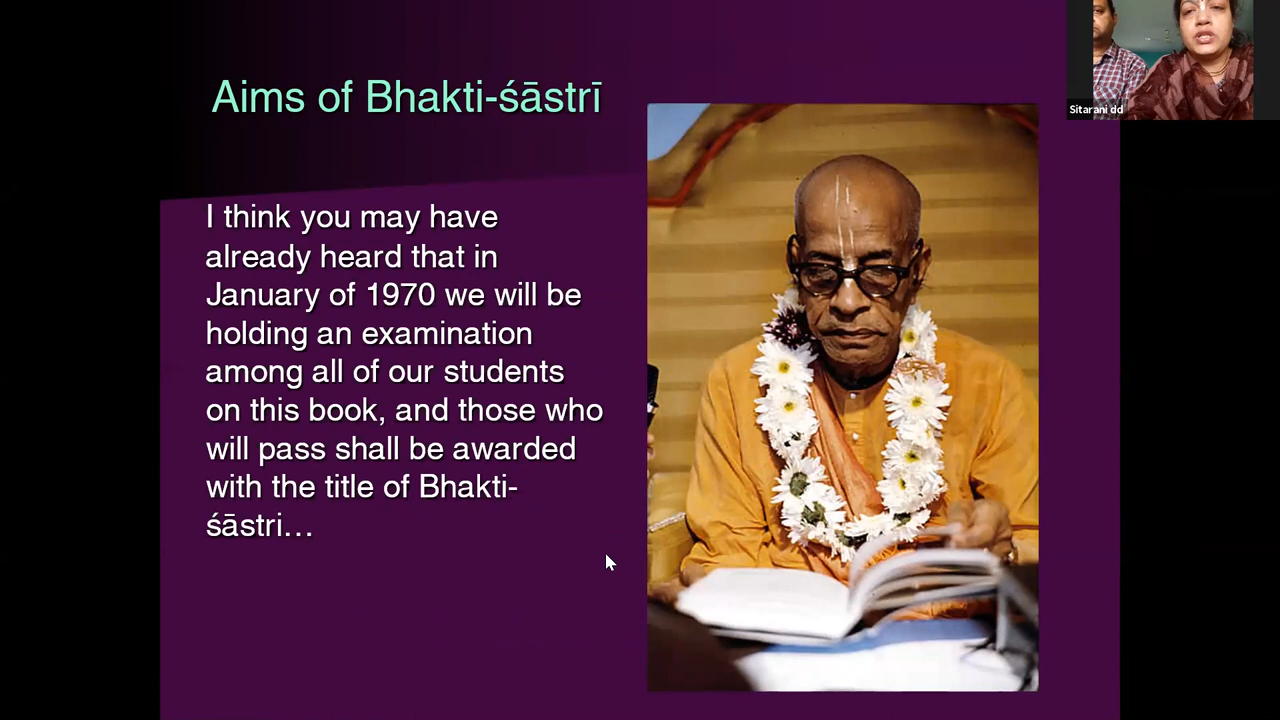 Aims of Bhakti-śāstrī
I think you may have
already heard that in
January of 1970 we will be
holding an examination
among all of our students
on this book, and those who
will pass shall be awarded
with the title of Bhakti-
śāstri…
Sitarani dd